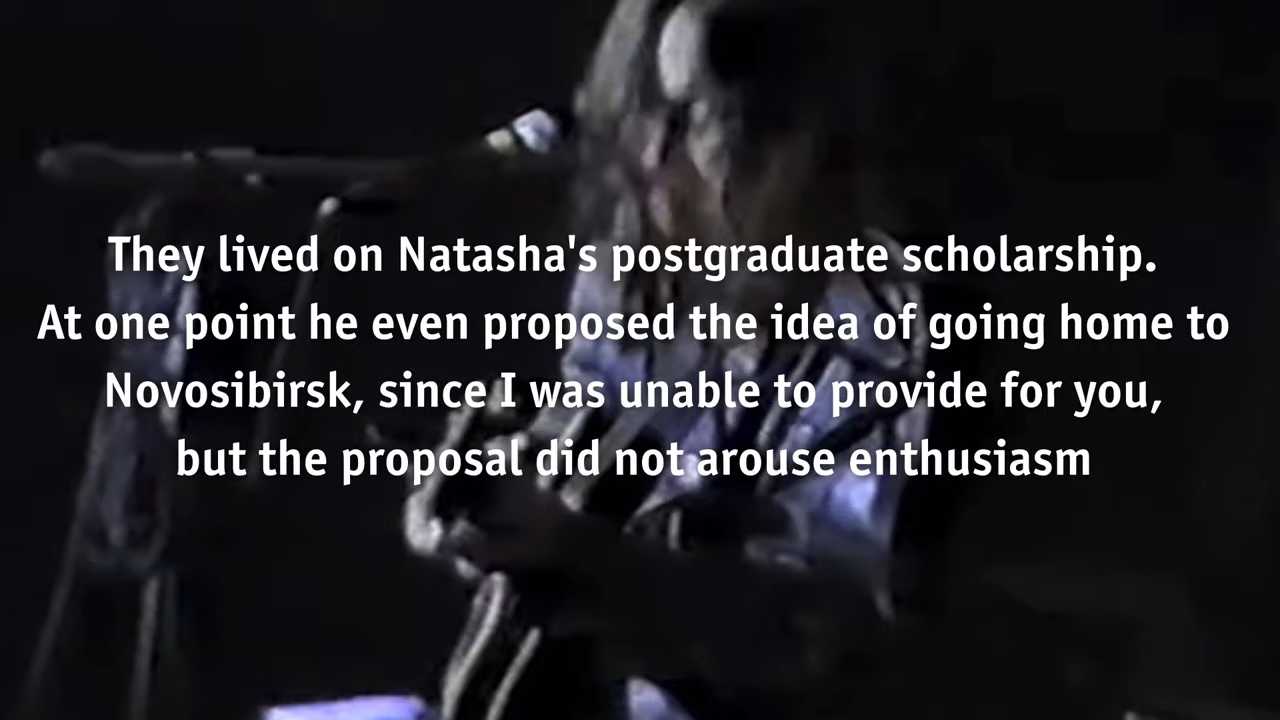 They lived on Natasha's postgraduate scholarship.
At one point he even proposed the idea of going home to
Novosibirsk, since I was unable to provide for you,
but the proposal did not arouse enthusiasm